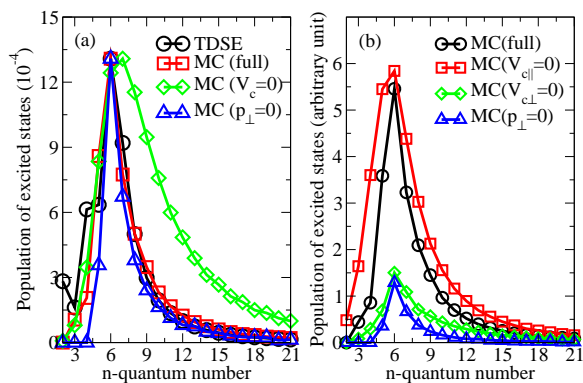 (a)
TDSE
MC (full)
MC (V_c=0)
MC (p_⊥=0)
Population of excited states (10^-4)
15
12
9
6
3
0
3 6 9 12 15 18 21
n-quantum number
(b)
MC(full)
MC(V_c||=0)
MC(V_c⊥=0)
MC(p_⊥=0)
Population of excited states (arbitrary unit)
6
5
4
3
2
1
0
3 6 9 12 15 18 21
n-quantum number